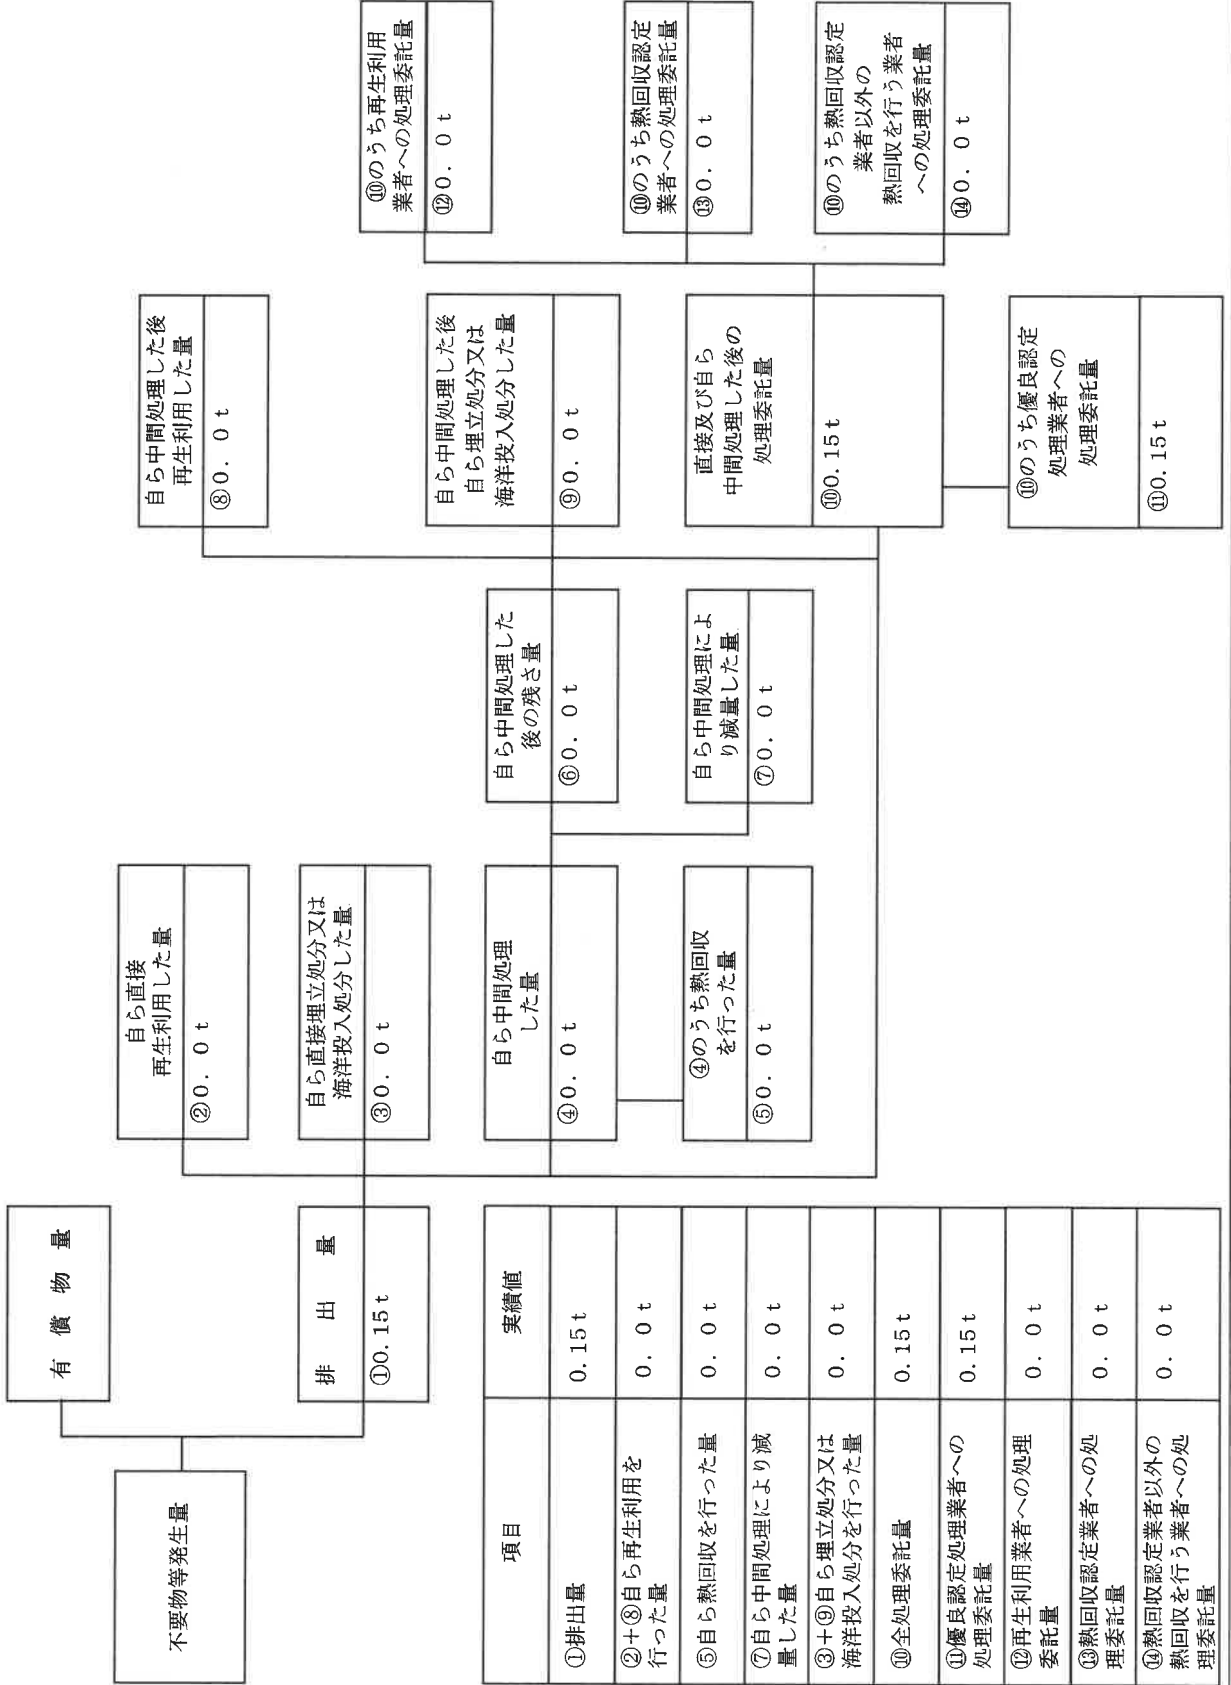 不要物等発生量
有償物量
排出量
①0.15t
自ら直接
再生利用した量
②0.0t
自ら直接埋立処分又は
海洋投入処分した量
③0.0t
自ら中間処理
した量
④0.0t
④のうち熱回収
を行った量
⑤0.0t
自ら中間処理した
後の残さ量
⑥0.0t
自ら中間処理によ
り減量した量
⑦0.0t
自ら中間処理した後
再生利用した量
⑧0.0t
自ら中間処理した後
自ら埋立処分又は
海洋投入処分した量
⑨0.0t
直接及び自ら
中間処理した後の
処理委託量
⑩0.15t
⑩のうち優良認定
処理業者への
処理委託量
⑪0.15t
⑩のうち再生利用
業者への処理委託量
⑫0.0t
⑩のうち熱回収認定
業者への処理委託量
⑬0.0t
⑩のうち熱回収認定
業者以外の
熱回収を行う業者
への処理委託量
⑭0.0t
項目 実績値
①排出量 0.15t
②+⑧自ら再生利用を
行った量 0.0t
⑤自ら熱回収を行った量 0.0t
⑦自ら中間処理により減
量した量 0.0t
③+⑨自ら埋立処分又は
海洋投入処分を行った量 0.0t
⑩全処理委託量 0.15t
⑪優良認定処理業者への
処理委託量 0.15t
⑫再生利用業者への処理
委託量 0.0t
⑬熱回収認定業者への処
理委託量 0.0t
⑭熱回収認定業者以外の
熱回収を行う業者への処
理委託量 0.0t